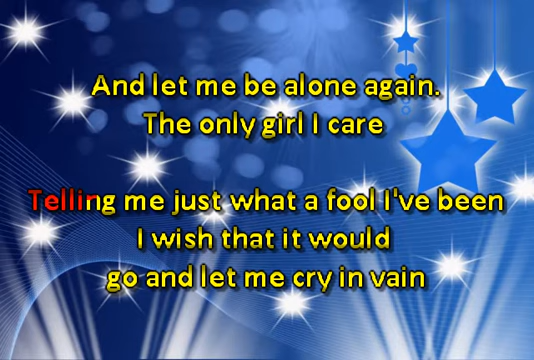 And let me be alone again.
The only girl I care
Telling me just what a fool I've been
I wish that it would
go and let me cry in vain